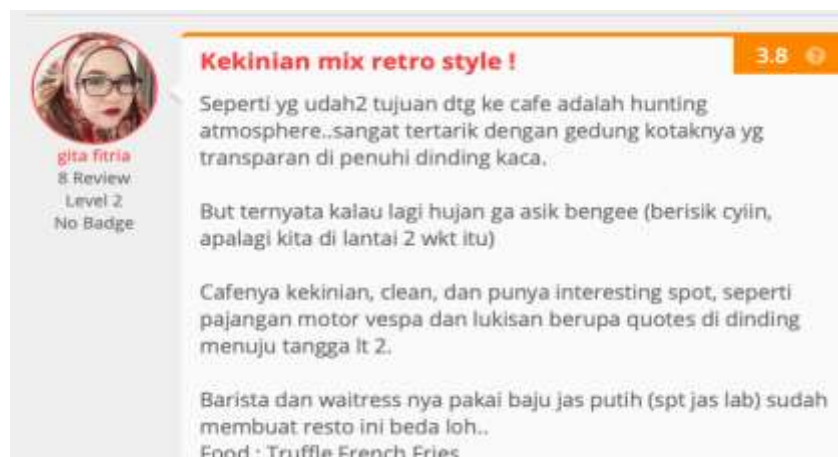 Kekinian mix retro style !
3.8
gita fitria
8 Review
Level 2
No Badge
Seperti yg udah2 tujuan dtg ke cafe adalah hunting
atmosphere..sangat tertarik dengan gedung kotaknya yg
transparan di penuhi dinding kaca.
But ternyata kalau lagi hujan ga asik bengee (berisik cyiin,
apalagi kita di lantai 2 wkt itu)
Cafenya kekinian, clean, dan punya interesting spot, seperti
pajangan motor vespa dan lukisan berupa quotes di dinding
menuju tangga lt 2.
Barista dan waitress nya pakai baju jas putih (spt jas lab) sudah
membuat resto ini beda loh..
Food : Truffle French Fries